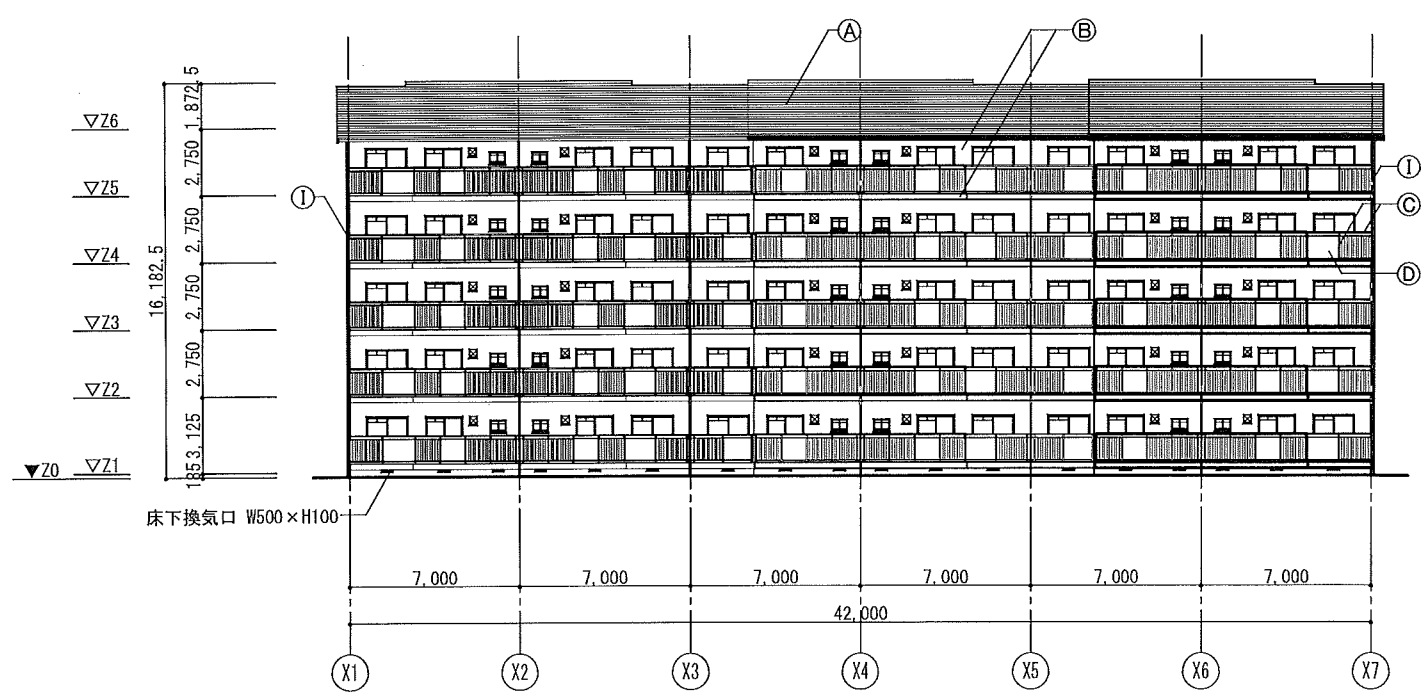 Ⓐ Ⓑ
1,872.5
▽Z6
2,750
▽Z5 Ⓘ Ⓘ
2,750 Ⓒ
▽Z4 Ⓓ
16,182.5
2,750
▽Z3
2,750
▽Z2
3,125
▽Z1
▼Z0
185
床下換気口 W500×H100
7,000 7,000 7,000 7,000 7,000 7,000
42,000
X1 X2 X3 X4 X5 X6 X7